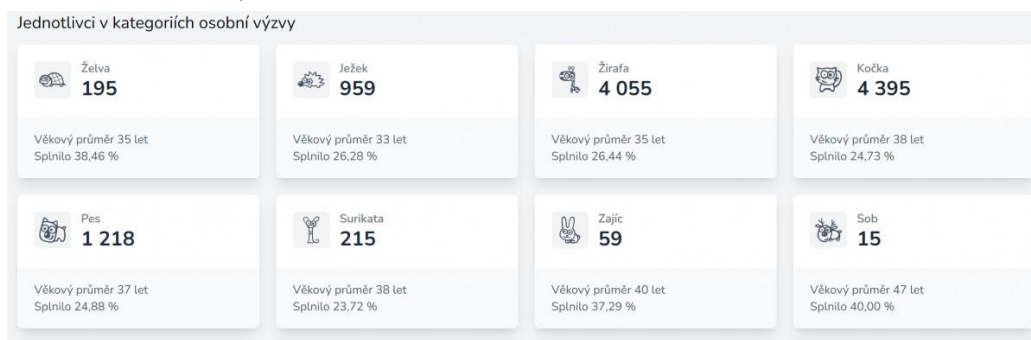 Jednotlivci v kategoriích osobní výzvy
Želva
195
Věkový průměr 35 let
Splnilo 38,46 %
Ježek
959
Věkový průměr 33 let
Splnilo 26,28 %
Žirafa
4 055
Věkový průměr 35 let
Splnilo 26,44 %
Kočka
4 395
Věkový průměr 38 let
Splnilo 24,73 %
Pes
1 218
Věkový průměr 37 let
Splnilo 24,88 %
Surikata
215
Věkový průměr 38 let
Splnilo 23,72 %
Zajíc
59
Věkový průměr 40 let
Splnilo 37,29 %
Sob
15
Věkový průměr 47 let
Splnilo 40,00 %